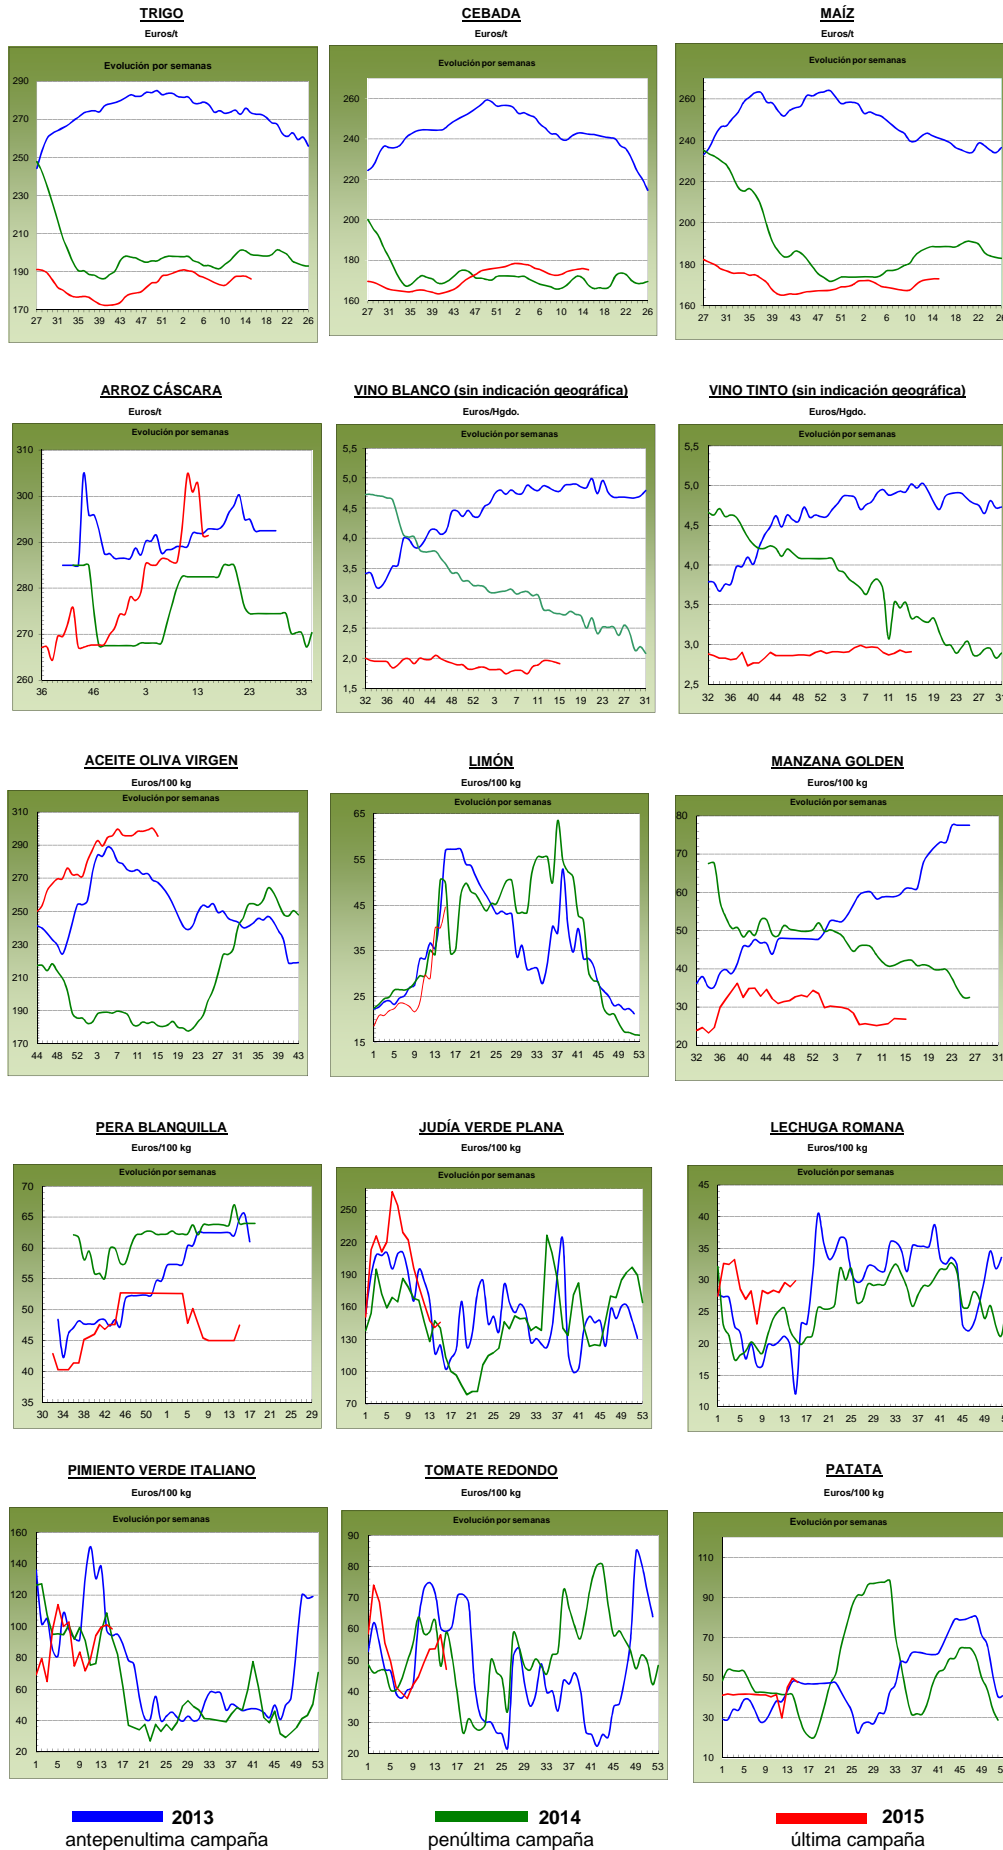 TRIGO
Euros/t
Evolución por semanas
290
270
250
230
210
190
170
27 31 35 39 43 47 51 2 6 10 14 18 22 26
CEBADA
Euros/t
260
240
220
200
180
160
27 31 35 39 43 47 51 2 6 10 14 18 22 26
MAÍZ
Euros/t
Evolución por semanas
260
240
220
200
180
160
27 31 35 39 43 47 51 2 6 10 14 18 22 26
ARROZ CÁSCARA
Euros/t
Evolución por semanas
310
300
290
280
270
260
36 46 3 13 23 33
VINO BLANCO (sin indicación geográfica)
Euros/Hgdo.
Evolución por semanas
5,5
5,0
4,5
4,0
3,5
3,0
2,5
2,0
1,5
32 36 40 44 48 52 3 7 11 15 19 23 27 31
VINO TINTO (sin indicación geográfica)
Euros/Hgdo.
Evolución por semanas
5,5
5,0
4,5
4,0
3,5
3,0
2,5
32 36 40 44 48 52 3 7 11 15 19 23 27 31
ACEITE OLIVA VIRGEN
Euros/100 kg
Evolución por semanas
310
290
270
250
230
210
190
170
44 48 52 3 7 11 15 19 23 27 31 35 39 43
LIMÓN
Euros/100 kg
Evolución por semanas
65
55
45
35
25
15
1 5 9 13 17 21 25 29 33 37 41 45 49 53
MANZANA GOLDEN
Euros/100 kg
Evolución por semanas
80
70
60
50
40
30
20
32 36 40 44 48 52 3 7 11 15 19 23 27 31
PERA BLANQUILLA
Euros/100 kg
Evolución por semanas
70
65
60
55
50
45
40
35
30 34 38 42 46 50 1 5 9 13 17 21 25 29
JUDÍA VERDE PLANA
Euros/100 kg
Evolución por semanas
250
220
190
160
130
100
70
1 5 9 13 17 21 25 29 33 37 41 45 49 53
LECHUGA ROMANA
Euros/100 kg
Evolución por semanas
45
40
35
30
25
20
15
10
1 5 9 13 17 21 25 29 33 37 41 45 49
PIMIENTO VERDE ITALIANO
Euros/100 kg
Evolución por semanas
160
140
120
100
80
60
40
20
1 5 9 13 17 21 25 29 33 37 41 45 49 53
TOMATE REDONDO
Euros/100 kg
Evolución por semanas
90
80
70
60
50
40
30
20
1 5 9 13 17 21 25 29 33 37 41 45 49 53
PATATA
Euros/100 kg
Evolución por semanas
110
90
70
50
30
10
1 5 9 13 17 21 25 29 33 37 41 45 49
2013
antepenultima campaña
2014
penúltima campaña
2015
última campaña